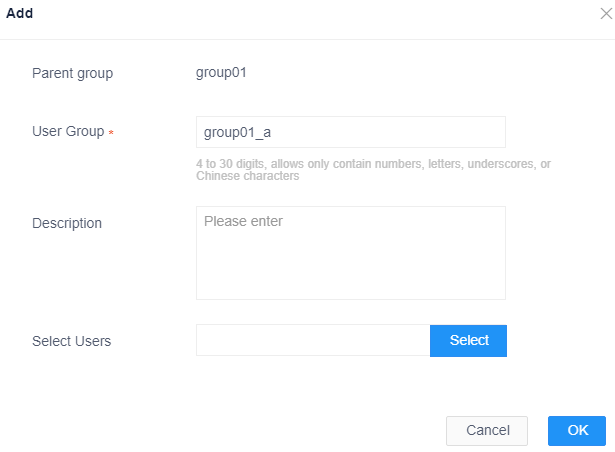 Add
Parent group group01
User Group * group01_a
4 to 30 digits, allows only contain numbers, letters, underscores, or
Chinese characters
Description Please enter
Select Users Select
Cancel OK